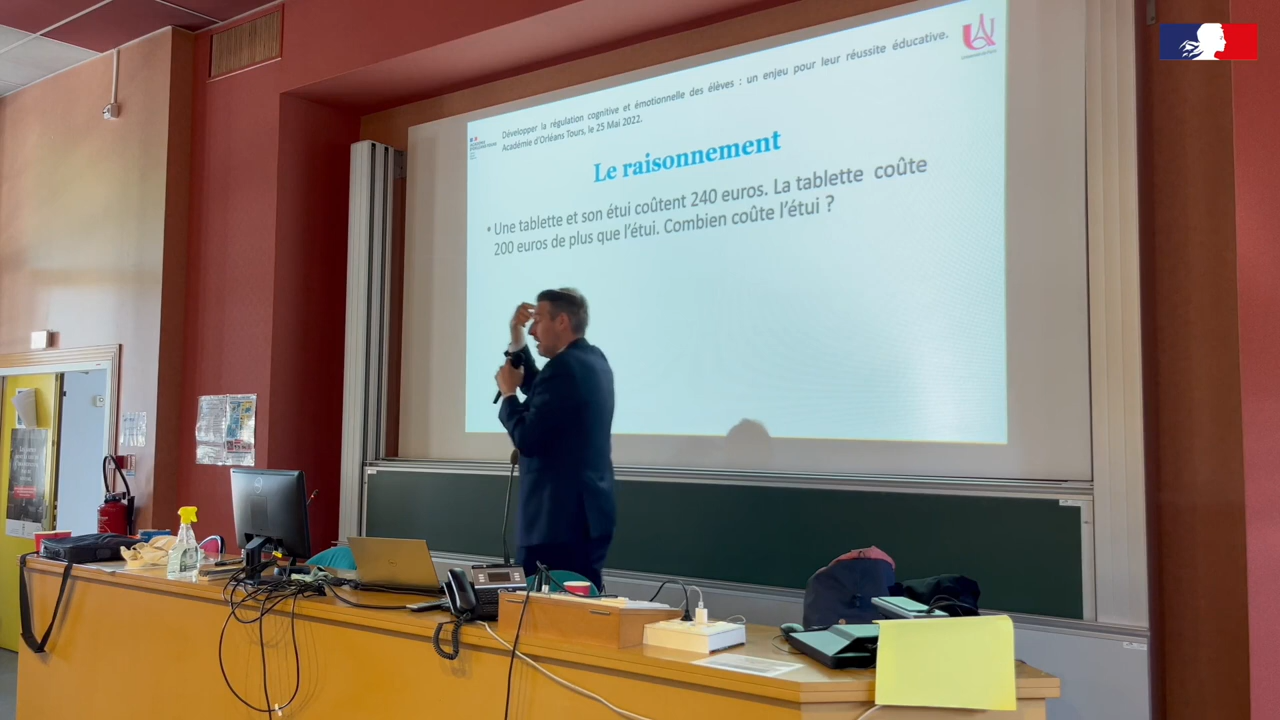 Développer la régulation cognitive et émotionnelle des élèves : un enjeu pour leur réussite éducative.
Académie d'Orléans Tours, le 25 Mai 2022.
Le raisonnement
• Une tablette et son étui coûtent 240 euros. La tablette coûte
200 euros de plus que l'étui. Combien coûte l'étui ?